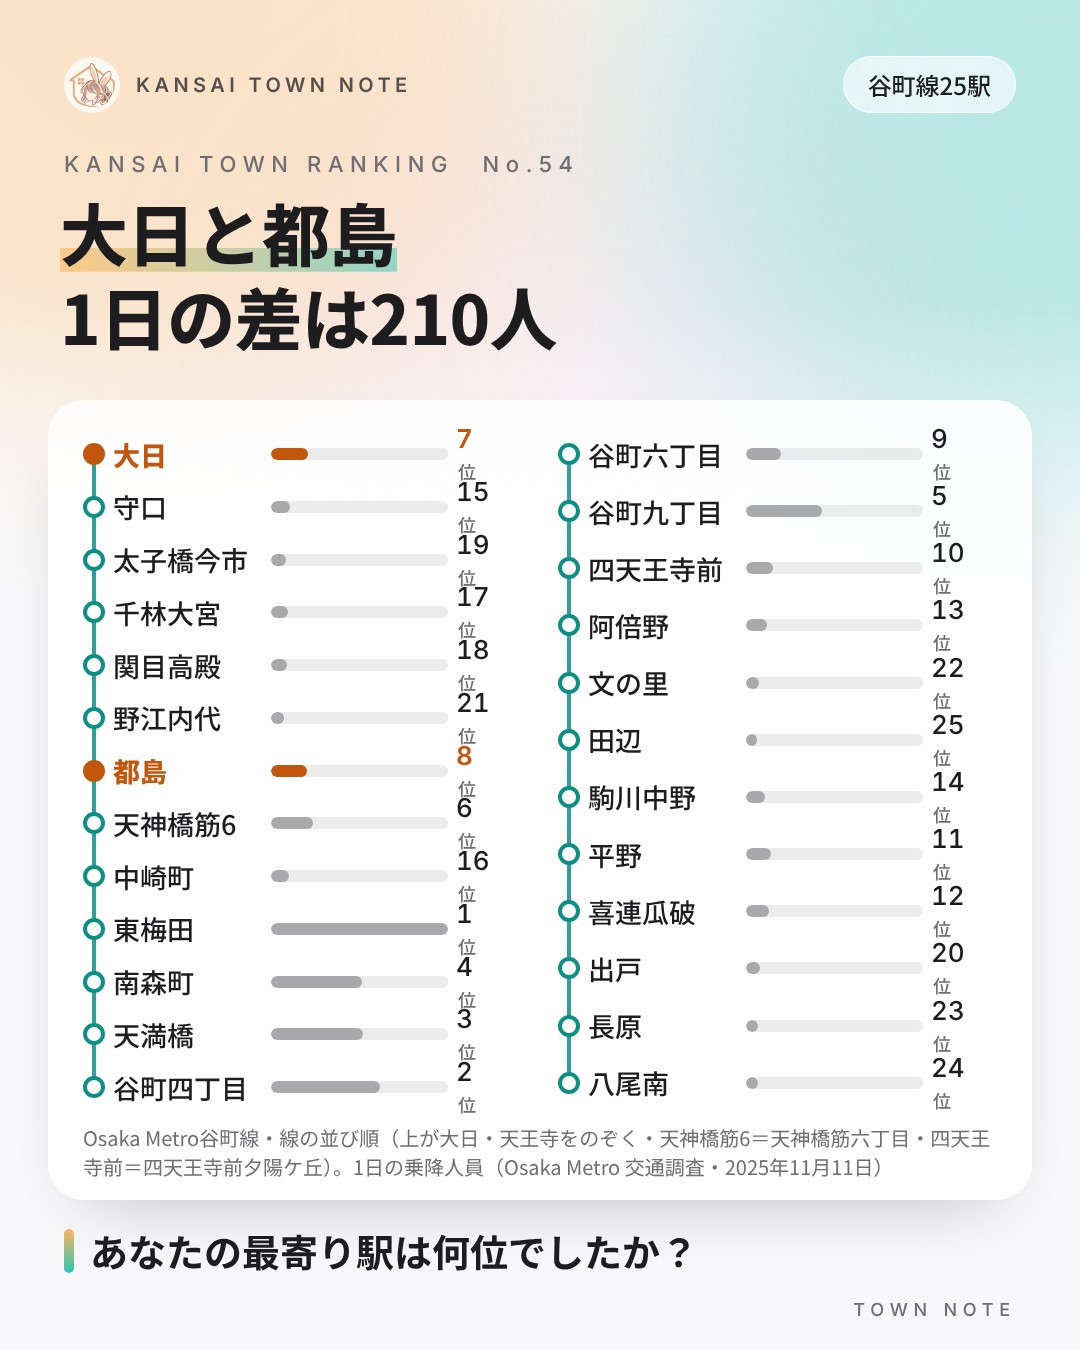 KANSAI TOWN NOTE
谷町線25駅
KANSAI TOWN RANKING No.54
大日と都島
1日の差は210人
大日 7位
守口 15位
太子橋今市 19位
千林大宮 17位
関目高殿 18位
野江内代 21位
都島 8位
天神橋筋6 6位
中崎町 16位
東梅田 1位
南森町 4位
天満橋 3位
谷町四丁目 2位
谷町六丁目 9位
谷町九丁目 5位
四天王寺前 10位
阿倍野 13位
文の里 22位
田辺 25位
駒川中野 14位
平野 11位
喜連瓜破 12位
出戸 20位
長原 23位
八尾南 24位
Osaka Metro谷町線・線の並び順（上が大日・天王寺をのぞく・天神橋筋6＝天神橋筋六丁目・四天王
寺前＝四天王寺前夕陽ケ丘）。1日の乗降人員（Osaka Metro 交通調査・2025年11月11日）
あなたの最寄り駅は何位でしたか？
TOWN NOTE